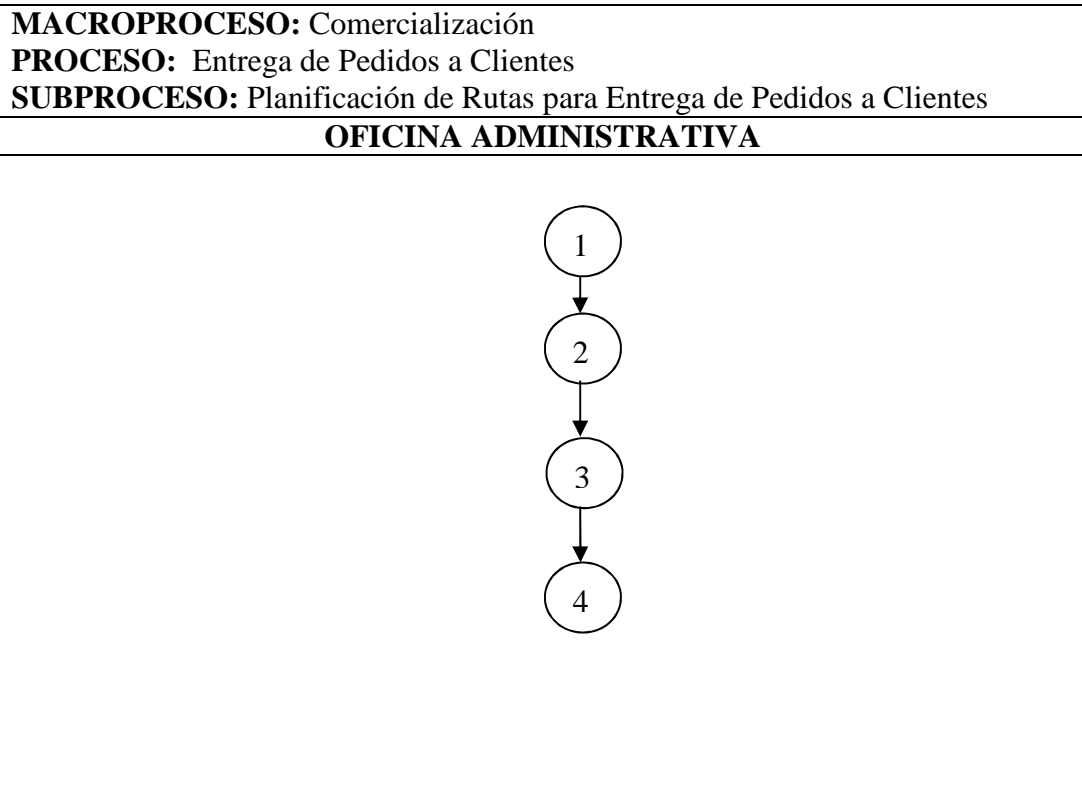 MACROPROCESO: Comercialización
PROCESO: Entrega de Pedidos a Clientes
SUBPROCESO: Planificación de Rutas para Entrega de Pedidos a Clientes
OFICINA ADMINISTRATIVA
1
2
3
4